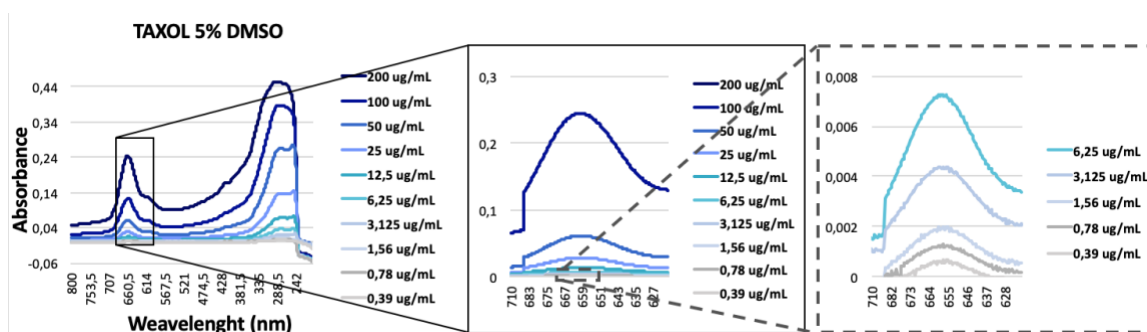 TAXOL 5% DMSO
Absorbance
0,44
0,34
0,24
0,14
0,04
-0,06
800
753,5
707
660,5
614
567,5
521
474,5
428
381,5
335
288,5
242
Weavelenght (nm)
200 ug/mL
100 ug/mL
50 ug/mL
25 ug/mL
12,5 ug/mL
6,25 ug/mL
3,125 ug/mL
1,56 ug/mL
0,78 ug/mL
0,39 ug/mL
0,3
0,2
0,1
0
710
683
675
667
659
651
643
635
627
200 ug/mL
100 ug/mL
50 ug/mL
25 ug/mL
12,5 ug/mL
6,25 ug/mL
3,125 ug/mL
1,56 ug/mL
0,78 ug/mL
0,39 ug/mL
0,008
0,006
0,004
0,002
0
710
682
673
664
655
646
637
628
6,25 ug/mL
3,125 ug/mL
1,56 ug/mL
0,78 ug/mL
0,39 ug/mL